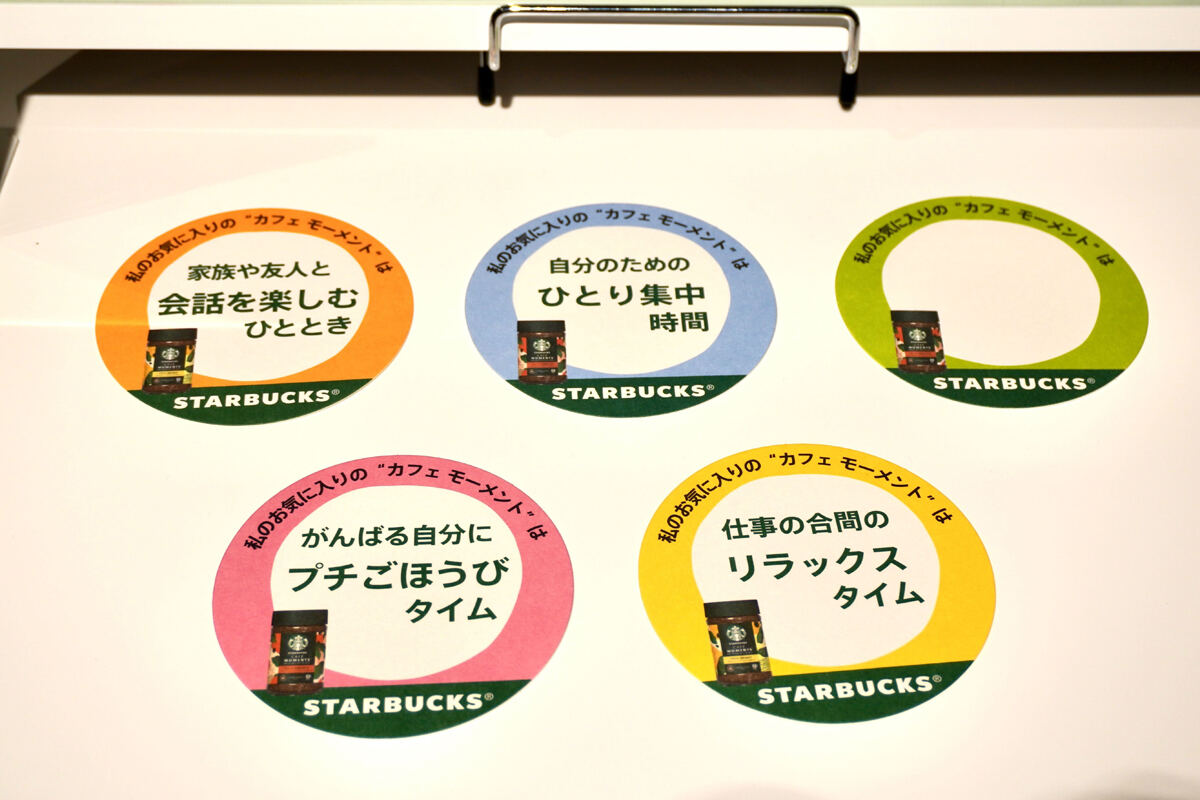 私のお気に入りの“カフェ モーメント”は
家族や友人と
会話を楽しむ
ひととき
STARBUCKS®
私のお気に入りの“カフェ モーメント”は
自分のための
ひとり集中
時間
STARBUCKS®
私のお気に入りの“カフェ モーメント”は
STARBUCKS®
私のお気に入りの“カフェ モーメント”は
がんばる自分に
プチごほうび
タイム
MOMENTS
STARBUCKS®
私のお気に入りの“カフェ モーメント”は
仕事の合間の
リラックス
タイム
MOMENTS
STARBUCKS®